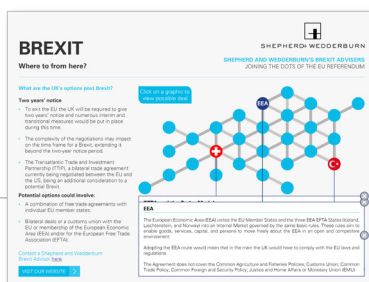 BREXIT
Where to from here?
SHEPHERD+ WEDDERBURN
SHEPHERD AND WEDDERBURN'S BREXIT ADVISERS
JOINING THE DOTS OF THE EU REFERENDUM
What are the UK's options post Brexit?
Two years' notice
- To exit the EU the UK will be required to give
two years' notice and numerous interim and
transitional measures would be put in place
during this time.
- The complexity of the negotiations may impact
on the time frame for a Brexit, extending it
beyond the two-year notice period.
- The Transatlantic Trade and Investment
Partnership (TTIP), a bilateral trade agreement
currently being negotiated between the EU and
the US, being an additional consideration to a
potential Brexit.
Potential options could involve:
- A combination of free trade agreements with
individual EU member states.
- Bilateral deals or a customs union with the
EU or membership of the European Economic
Area (EEA) and/or the European Free Trade
Association (EFTA).
Contact a Shepherd and Wedderburn
Brexit Advisor here.
VISIT OUR WEBSITE >
Click on a graphic to
view possible deal
EEA
EEA
The European Economic Area (EEA) unites the EU Member States and the three EEA EFTA States (Iceland,
Liechtenstein, and Norway) into an Internal Market governed by the same basic rules. These rules aim to
enable goods, services, capital, and persons to move freely about the EEA in an open and competitive
environment.
Adopting the EEA route would mean that in the main the UK would have to comply with the EU laws and
regulations.
The Agreement does not cover the Common Agriculture and Fisheries Policies; Customs Union; Common
Trade Policy; Common Foreign and Security Policy; Justice and Home Affairs or Monetary Union (EMU).